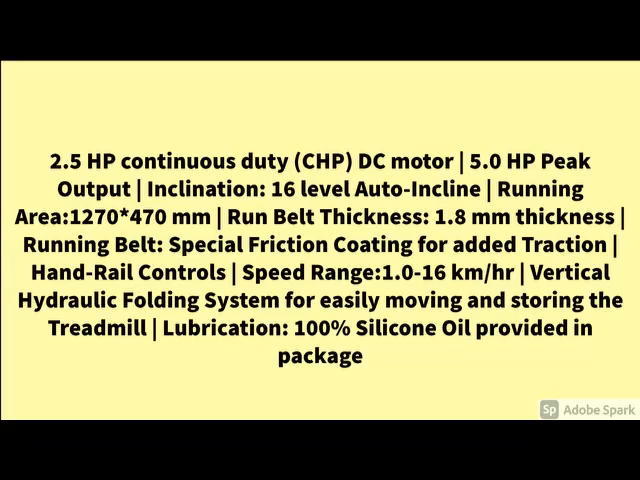 2.5 HP continuous duty (CHP) DC motor | 5.0 HP Peak
Output | Inclination: 16 level Auto-Incline | Running
Area:1270*470 mm | Run Belt Thickness: 1.8 mm thickness |
Running Belt: Special Friction Coating for added Traction |
Hand-Rail Controls | Speed Range:1.0-16 km/hr | Vertical
Hydraulic Folding System for easily moving and storing the
Treadmill | Lubrication: 100% Silicone Oil provided in
package
Sp Adobe Spark